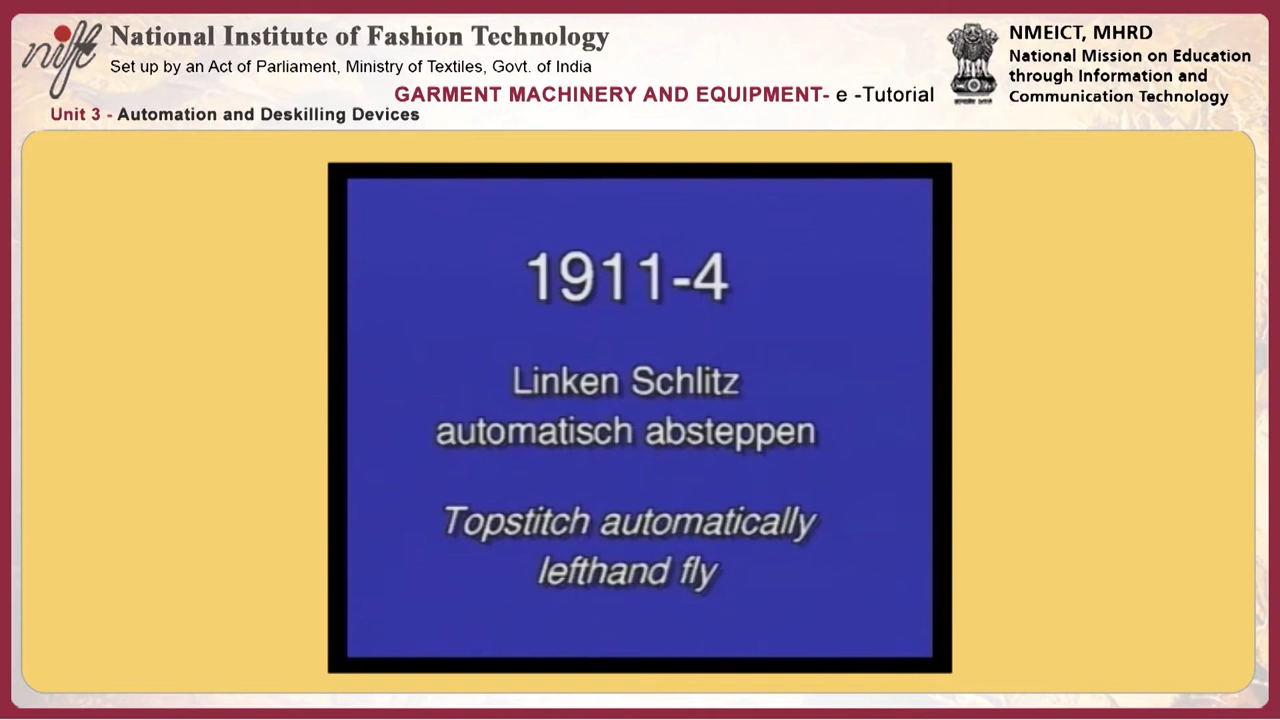 nift
National Institute of Fashion Technology
Set up by an Act of Parliament, Ministry of Textiles, Govt. of India
NMEICT, MHRD
National Mission on Education
through Information and
Communication Technology
GARMENT MACHINERY AND EQUIPMENT- e -Tutorial
Unit 3 - Automation and Deskilling Devices
1911-4
Linken Schlitz
automatisch absteppen
Topstitch automatically
lefthand fly